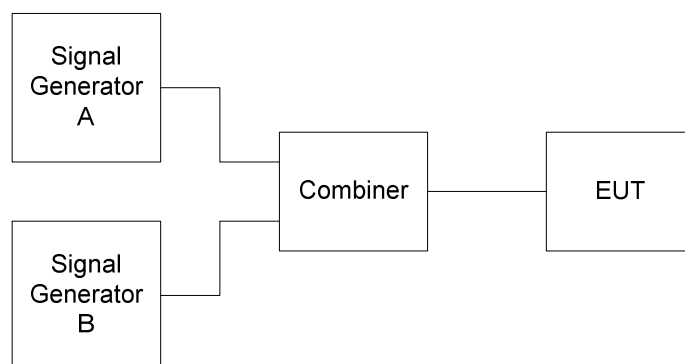 Signal
Generator
A
Combiner
EUT
Signal
Generator
B